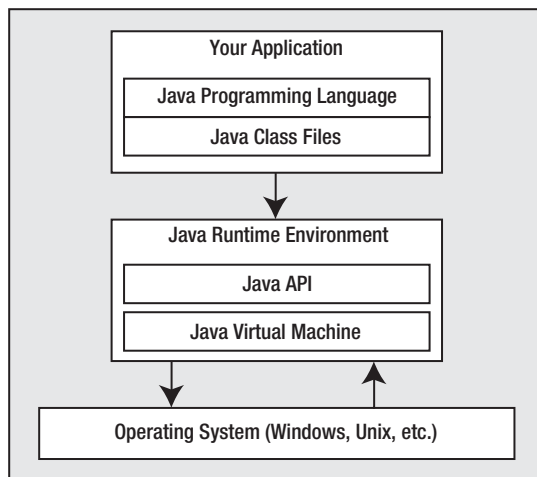 Your Application
Java Programming Language
Java Class Files
Java Runtime Environment
Java API
Java Virtual Machine
Operating System (Windows, Unix, etc.)